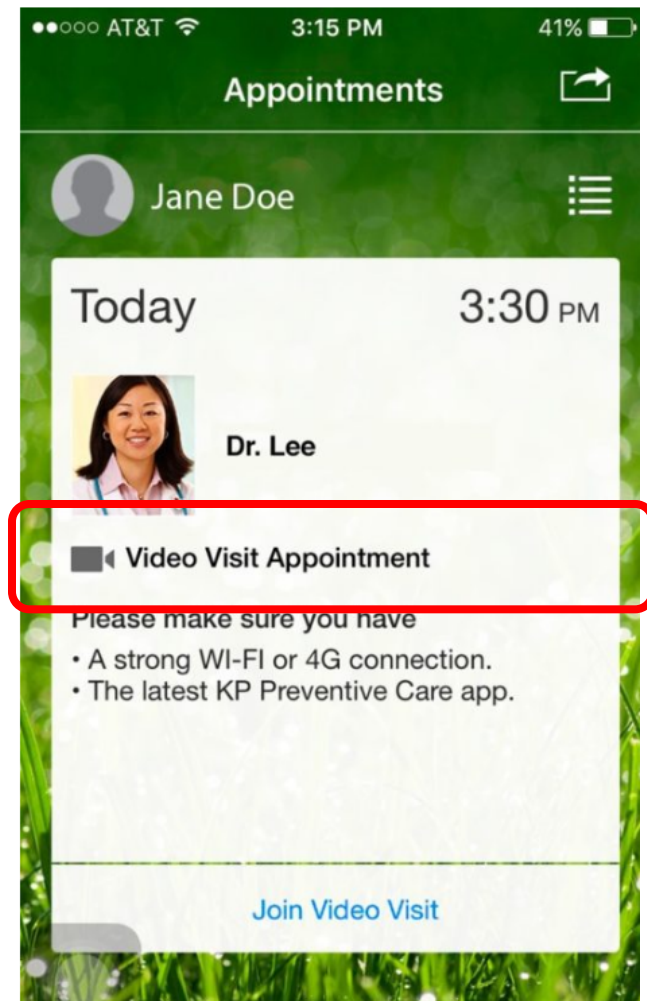 AT&T 3:15 PM 41%
Appointments
Jane Doe
Today 3:30 PM
Dr. Lee
Video Visit Appointment
Please make sure you have
• A strong WI-FI or 4G connection.
• The latest KP Preventive Care app.
Join Video Visit